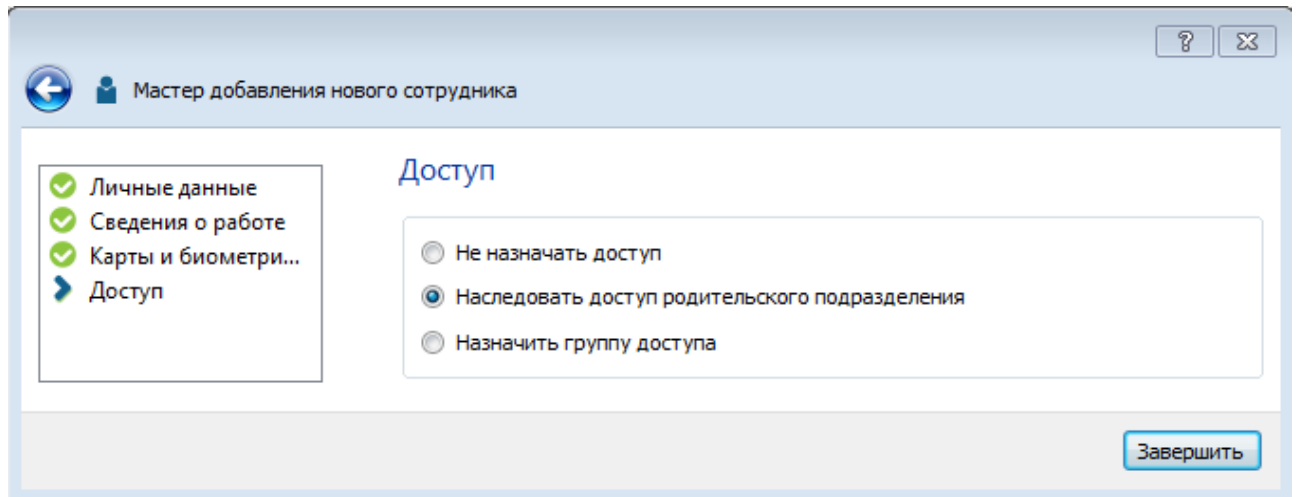 Мастер добавления нового сотрудника
Личные данные
Сведения о работе
Карты и биометри...
Доступ
Доступ
Не назначать доступ
Наследовать доступ родительского подразделения
Назначить группу доступа
Завершить